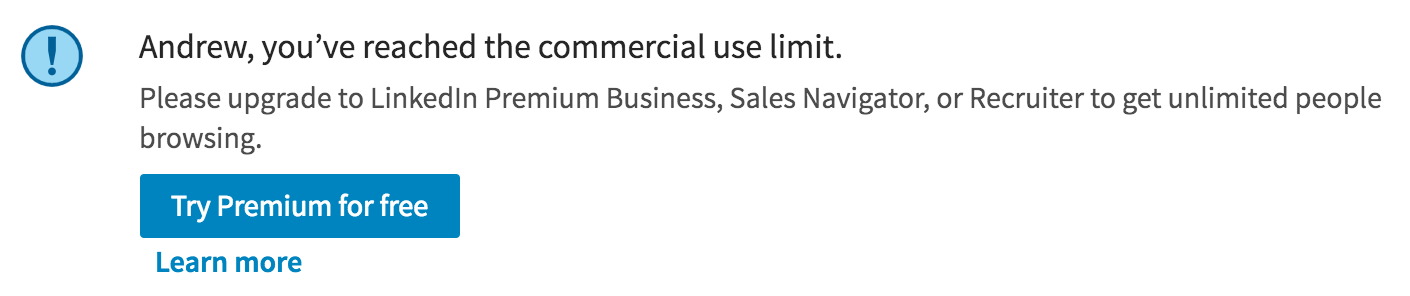 Andrew, you’ve reached the commercial use limit.
Please upgrade to LinkedIn Premium Business, Sales Navigator, or Recruiter to get unlimited people
browsing.
Try Premium for free
Learn more